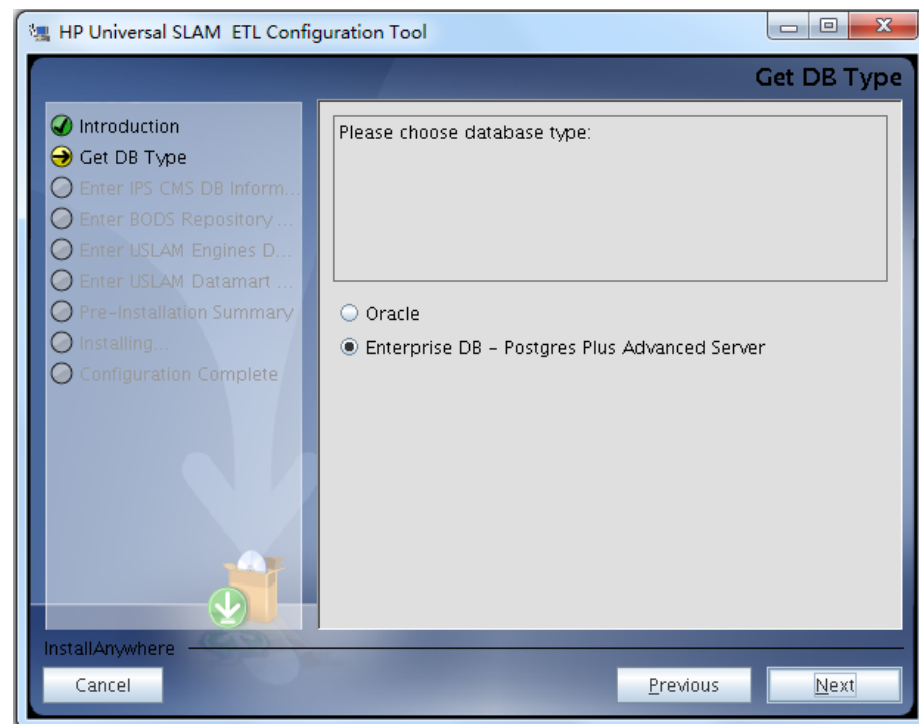 HP Universal SLAM  ETL Configuration Tool
Get DB Type
Introduction
Get DB Type
Enter IPS CMS DB Inform...
Enter BODS Repository ...
Enter USLAM Engines D...
Enter USLAM Datamart ...
Pre-Installation Summary
Installing...
Configuration Complete
Please choose database type:
Oracle
Enterprise DB – Postgres Plus Advanced Server
InstallAnywhere
Cancel
Previous
Next